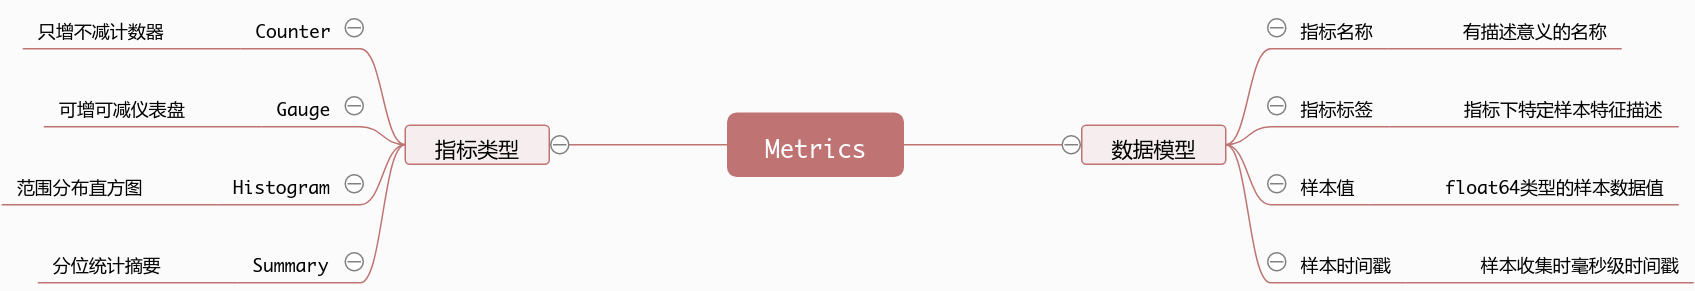 只增不减计数器 Counter
可增可减仪表盘 Gauge
范围分布直方图 Histogram
分位统计摘要 Summary
指标类型
Metrics
数据模型
指标名称 有描述意义的名称
指标标签 指标下特定样本特征描述
样本值 float64类型的样本数据值
样本时间戳 样本收集时毫秒级时间戳